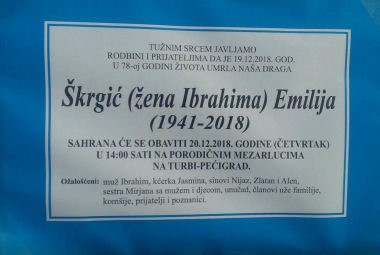 TUŽNIM SRCEM JAVLJAMO
RODBINI I PRIJATELJIMA DA JE 19.12.2018. GOD.
U 78-oj GODINI ŽIVOTA UMRLA NAŠA DRAGA
Škrgić (žena Ibrahima) Emilija
(1941-2018)
SAHRANA ĆE SE OBAVITI 20.12.2018. GODINE (ČETVRTAK)
U 14:00 SATI NA PORODIČNIM MEZARLUCIMA
NA TURBI-PEĆIGRAD.
Ožalošćeni: muž Ibrahim, kćerka Jasmina, sinovi Nijaz, Zlatan i Alen,
sestra Mirjana sa mužem i djecom, unučad, članovi uže familije,
komšije, prijatelji i poznanici.